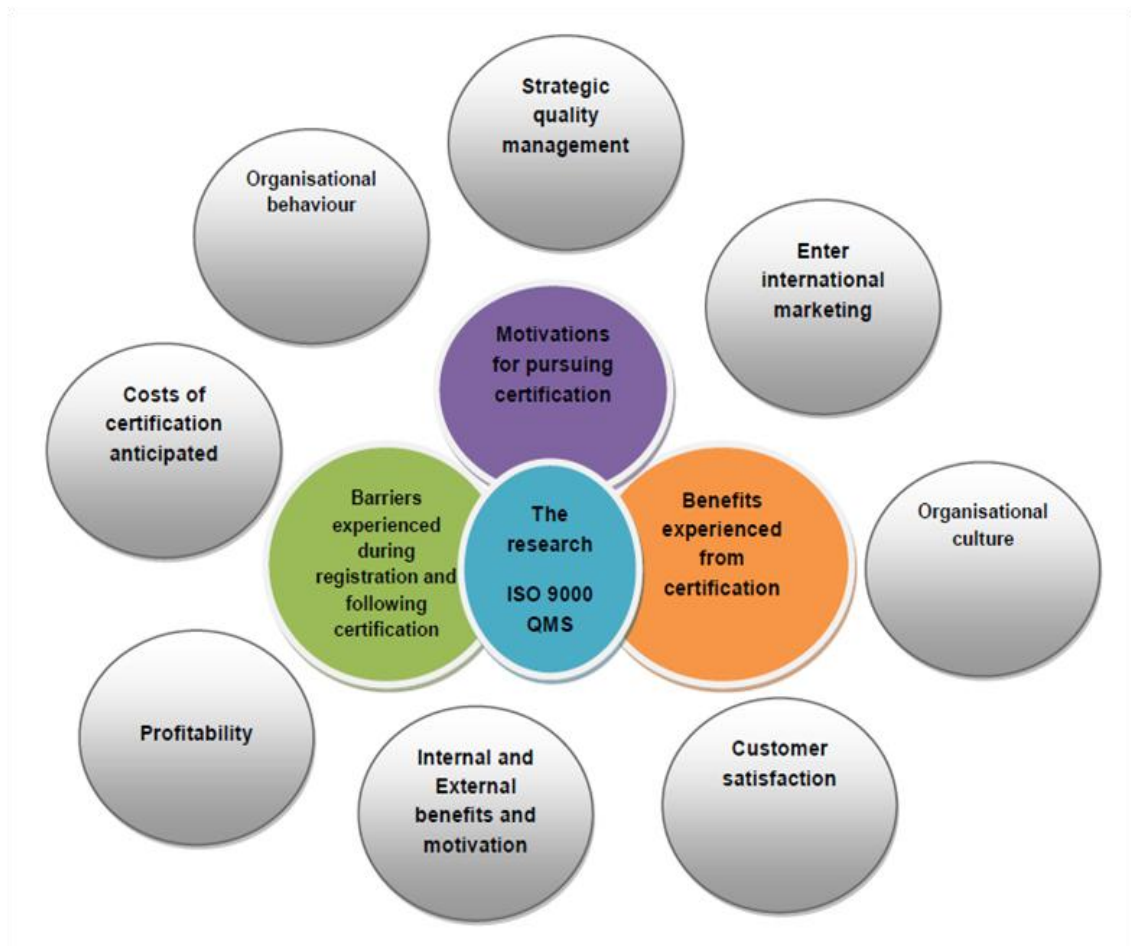 Strategic
quality
management
Organisational
behaviour
Enter
international
marketing
Motivations
for pursuing
certification
Costs of
certification
anticipated
Barriers
experienced
during
registration and
following
certification
The
research
ISO 9000
QMS
Benefits
experienced
from
certification
Organisational
culture
Profitability
Internal and
External
benefits and
motivation
Customer
satisfaction